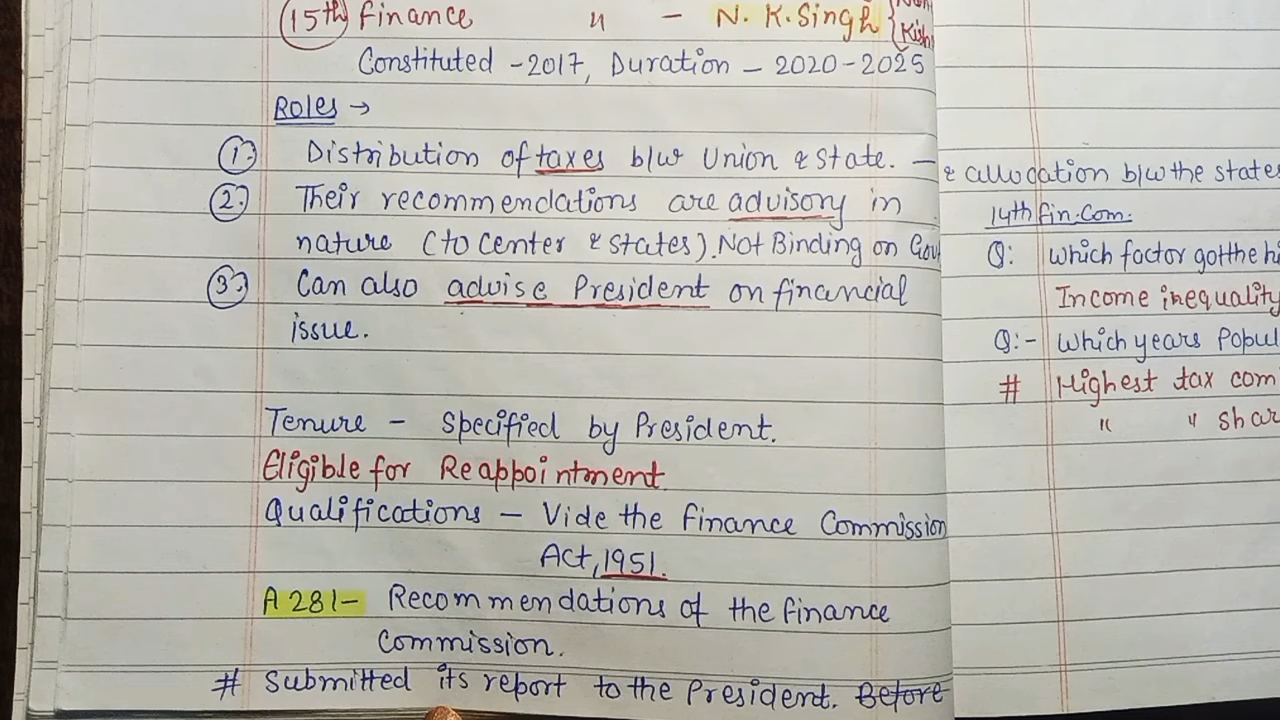 15th Finance " - N. K. Singh {
Constituted - 2017, Duration - 2020-2025
Roles →
1. Distribution of taxes b/w Union & State. —
2. Their recommendations are advisory in
nature (to center & states). Not Binding on
3. Can also advise President on financial
issue.
Tenure - Specified by President.
Eligible for Reappointment
Qualifications - Vide the Finance Commission
Act, 1951.
A 281- Recommendations of the Finance
Commission.
# Submitted its report to the President. Before
& allocation b/w the states
14th Fin. Com.
Q: Which factor got the
Income inequality
Q:- Which years
# Highest tax
" "